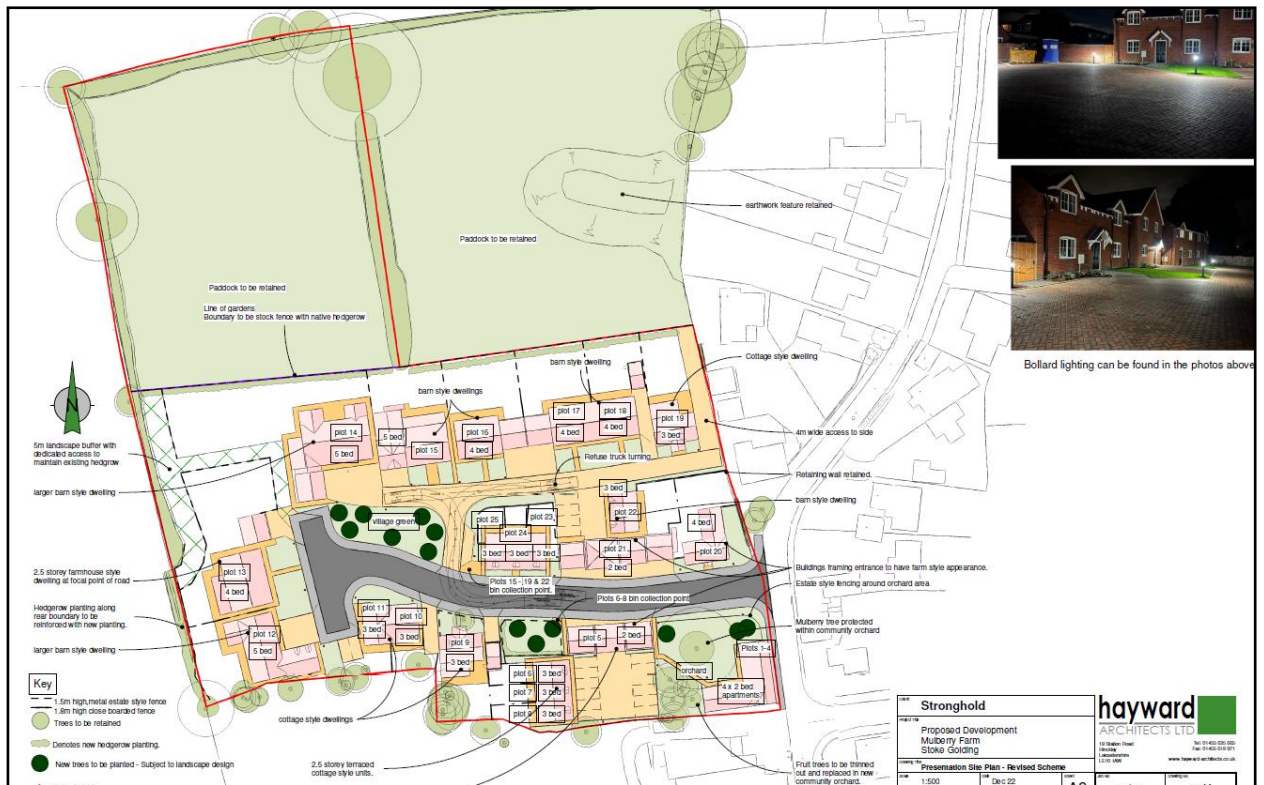 earthwork feature retained
Paddock to be retained
Paddock to be retained
Line of gardens
Boundary to be stock fence with native hedgerow
Bollard lighting can be found in the photos above
N
barn style dwelling
Cottage style dwelling
barn style dwellings
plot 17
plot 18
plot 19
4 bed
4 bed
3 bed
plot 14
5 bed
5 bed
plot 15
plot 16
4 bed
4m wide access to side
5m landscape buffer with
dedicated access to
maintain existing hedgrow
Refuse truck turning
Retaining wall retained.
larger barn style dwelling
3 bed
barn style dwelling
plot 22
village green
plot 25
plot 23
plot 24
3 bed
3 bed
3 bed
4 bed
plot 20
plot 21
2 bed
2.5 storey farmhouse style
dwelling at focal point of road
plot 13
4 bed
Buildings framing entrance to have farm style appearance.
Plots 15 - 19 & 22
bin collection point.
Plots 6-8 bin collection point
Estate style fencing around orchard area
Hedgerow planting along
rear boundary to be
reinforced with new planting.
plot 11
3 bed
plot 10
3 bed
plot 12
5 bed
plot 9
3 bed
plot 5
2 bed
Mulberry tree protected
within community orchard
Plots 1-4
larger barn style dwelling
orchard
4 x 2 bed
apartments?
plot 6
3 bed
plot 7
3 bed
plot 8
3 bed
Key
1.5m high,metal estate style fence
1.8m high close boarded fence
Trees to be retained
Denotes new hedgerow planting.
New trees to be planted - Subject to landscape design
cottage style dwellings
2.5 storey terraced
cottage style units.
Fruit trees to be thinned
out and replaced in new
community orchard.
Stronghold
Proposed Development
Mulberry Farm
Stoke Golding
Presentation Site Plan - Revised Scheme
1:500
Dec 22
hayward
ARCHITECTS LTD
19 Station Road
Hinckley
Leicestershire
www.hayward-architects.co.uk